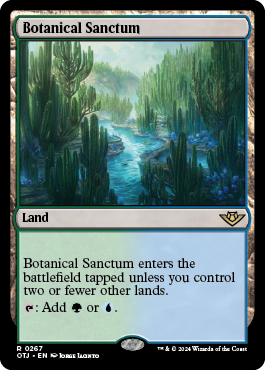 Botanical Sanctum
Land
Botanical Sanctum enters the
battlefield tapped unless you control
two or fewer other lands.
: Add or .
R 0267
OTJ • EN Jorge Jacinto
™ & © 2024 Wizards of the Coast